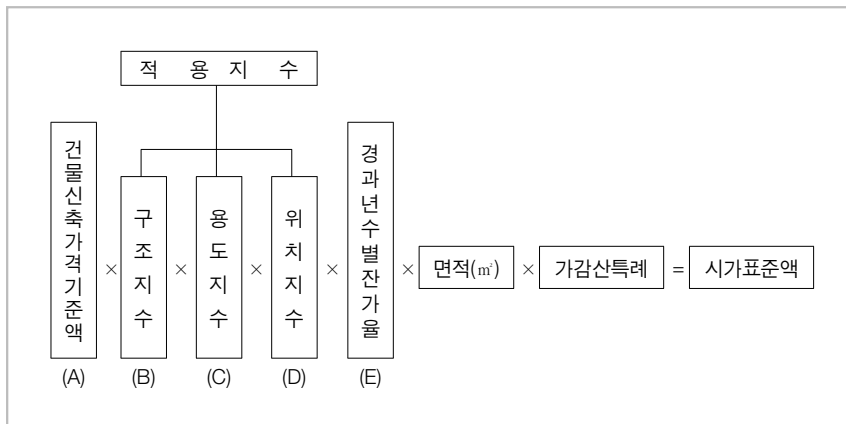 적 용 지 수
건물신축가격기준액 × 구조지수 × 용도지수 × 위치지수 × 경과년수별잔가율 × 면적(㎡) × 가감산특례 = 시가표준액
(A) (B) (C) (D) (E)